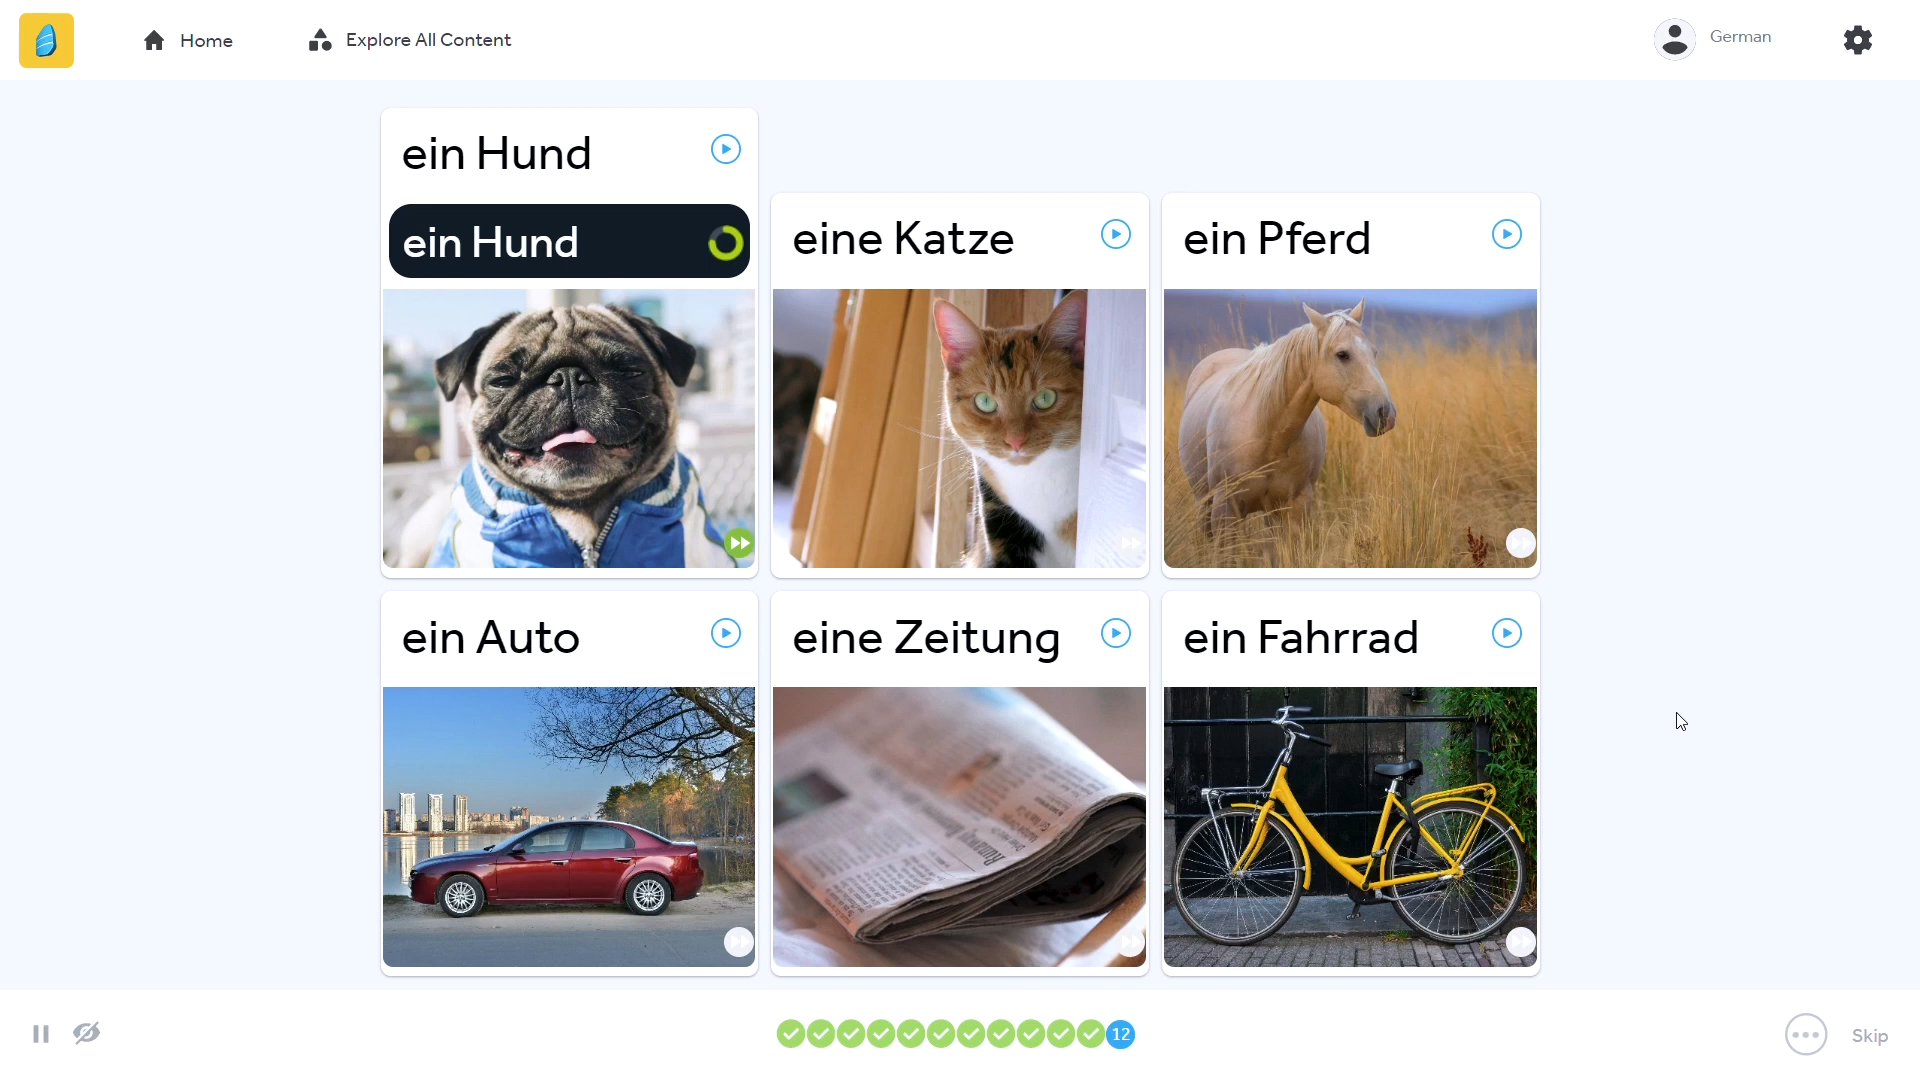 Home
Explore All Content
German
ein Hund
ein Hund
eine Katze
ein Pferd
ein Auto
eine Zeitung
ein Fahrrad
12
Skip